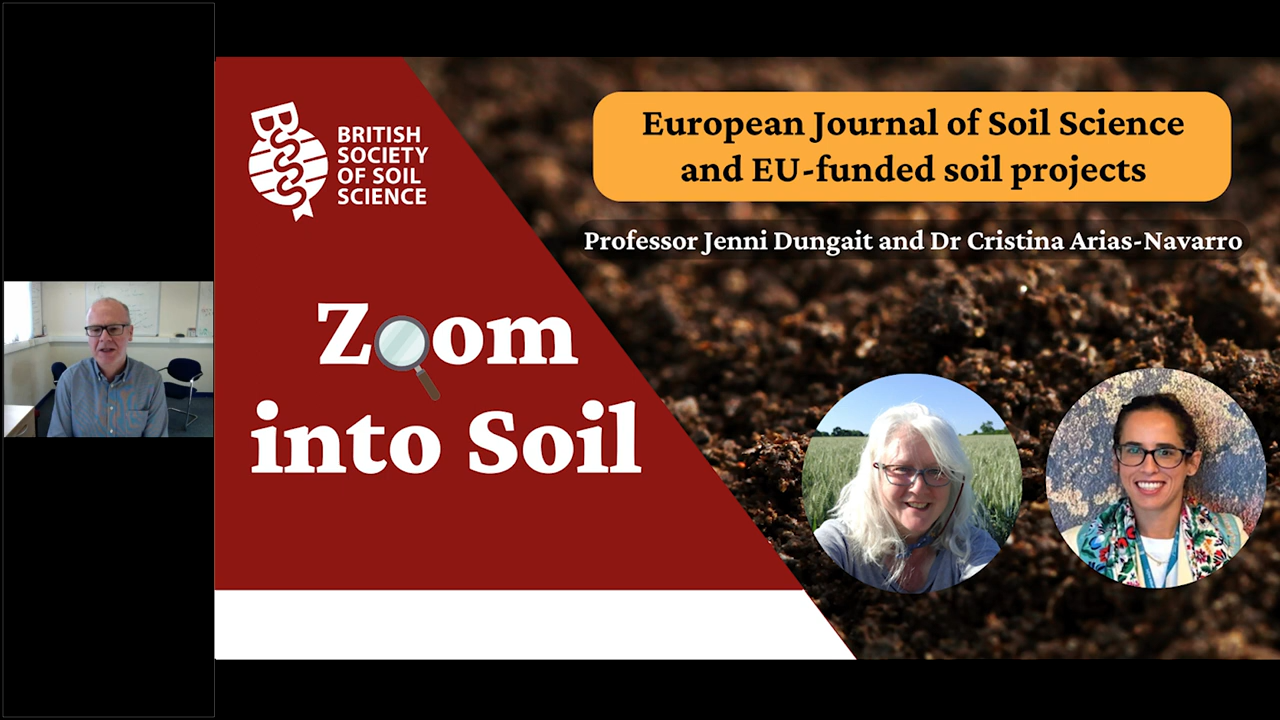 BSSS
BRITISH
SOCIETY
OF SOIL
SCIENCE
European Journal of Soil Science
and EU-funded soil projects
Professor Jenni Dungait and Dr Cristina Arias-Navarro
Zoom
into Soil